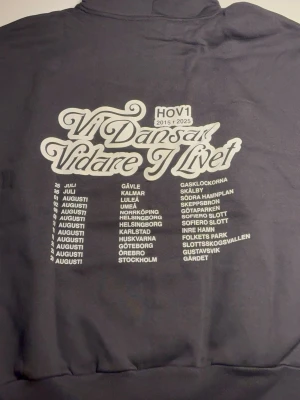 HOV1
2015 + 2025
Vi Dansar
Vidare I Livet
JULI GÄVLE GASKLOCKORNA
JULI KALMAR SKÄLBY
AUGUSTI LULEÅ SÖDRA HAMNPLAN
AUGUSTI UMEÅ SKEPPSBRON
AUGUSTI NORRKÖPING GÖTAPARKEN
AUGUSTI HELSINGBORG SOFIERO SLOTT
AUGUSTI HELSINGBORG SOFIERO SLOTT
AUGUSTI KARLSTAD INRE HAMN
AUGUSTI HUSKVARNA FOLKETS PARK
AUGUSTI GÖTEBORG SLOTTSSKOGSVALLEN
AUGUSTI ÖREBRO GUSTAVSVIK
AUGUSTI STOCKHOLM GÄRDET